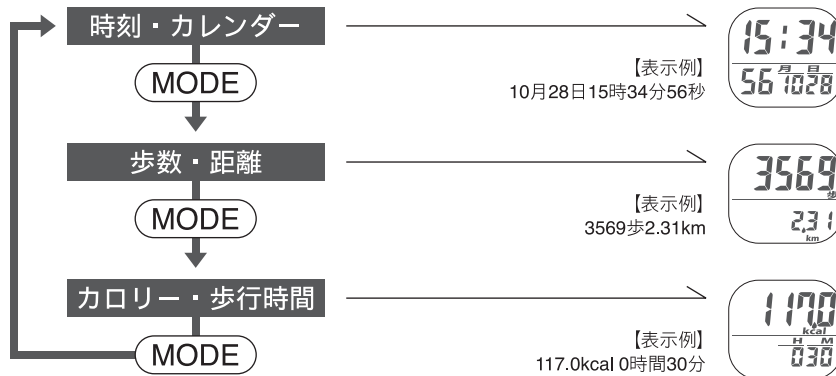 時刻・カレンダー
MODE
【表示例】
10月28日15時34分56秒
15:34
月 日
56 1028
歩数・距離
MODE
【表示例】
3569歩2.31km
3569
歩
2.31
km
カロリー・歩行時間
MODE
【表示例】
117.0kcal 0時間30分
117.0
kcal
H M
030